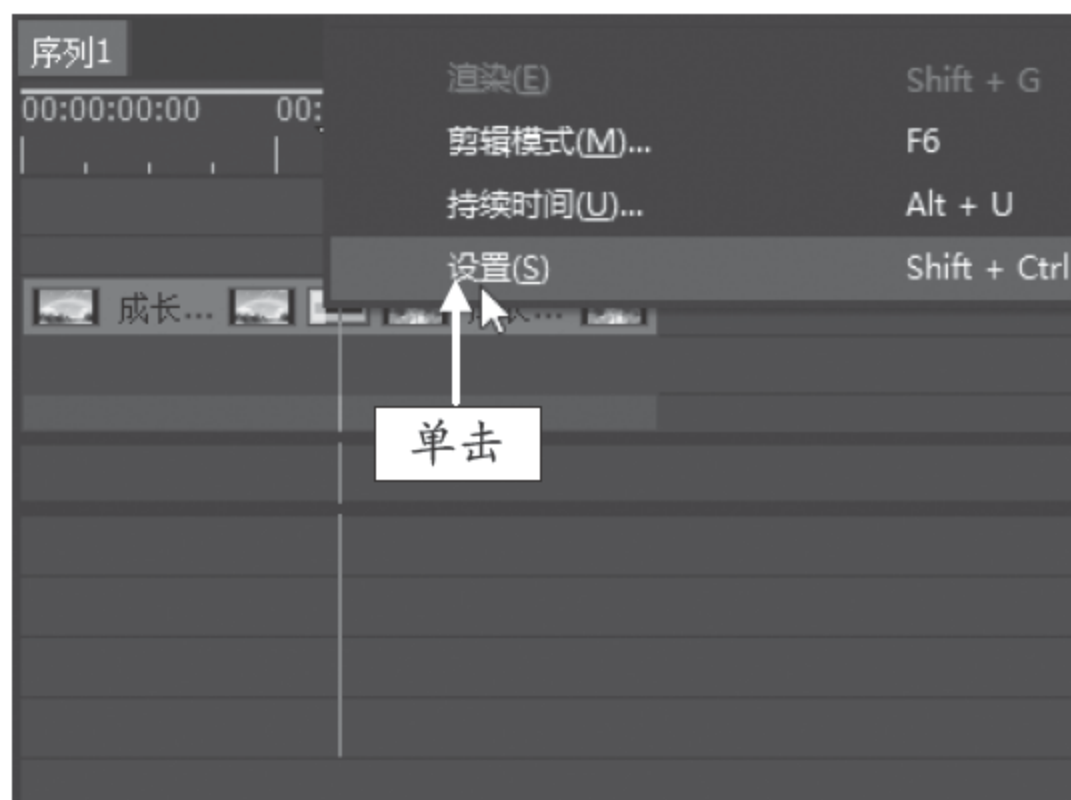 序列1
00:00:00:00 00:
渲染(E) Shift + G
剪辑模式(M)... F6
持续时间(U)... Alt + U
设置(S) Shift + Ctrl
成长...
单击